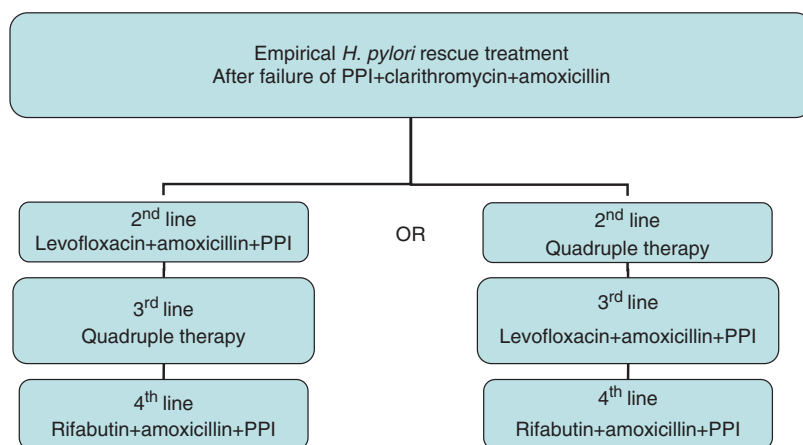 Empirical H. pylori rescue treatment
After failure of PPI+clarithromycin+amoxicillin
2nd line
Levofloxacin+amoxicillin+PPI
3rd line
Quadruple therapy
4th line
Rifabutin+amoxicillin+PPI
OR
2nd line
Quadruple therapy
3rd line
Levofloxacin+amoxicillin+PPI
4th line
Rifabutin+amoxicillin+PPI